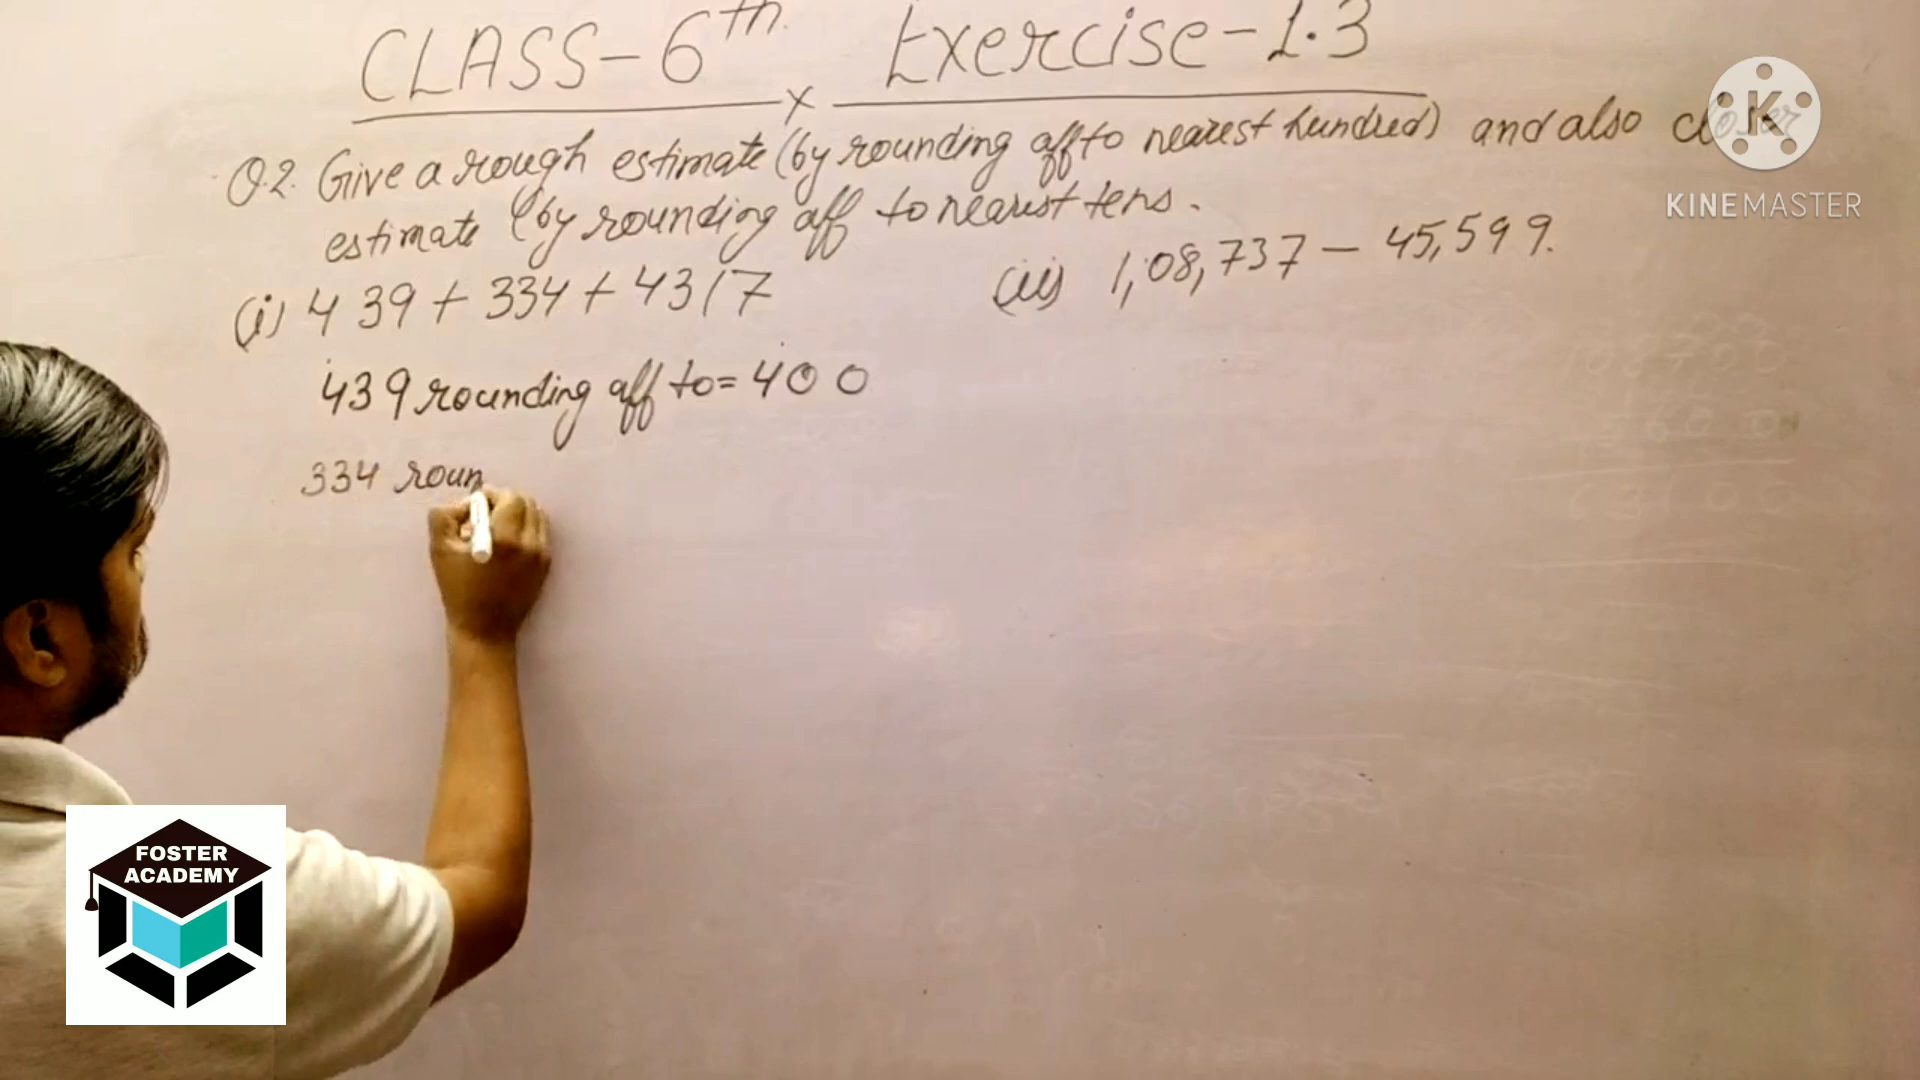 CLASS-6th. Exercise-1.3
Q.2. Give a rough estimate (by rounding off to nearest hundred) and also closer
estimate (by rounding off to nearest tens.
(i) 439 + 334 + 4317
(ii) 1,08,737 - 45,599.
439 rounding off to = 400
334 roun
K
KINEMASTER
FOSTER
ACADEMY